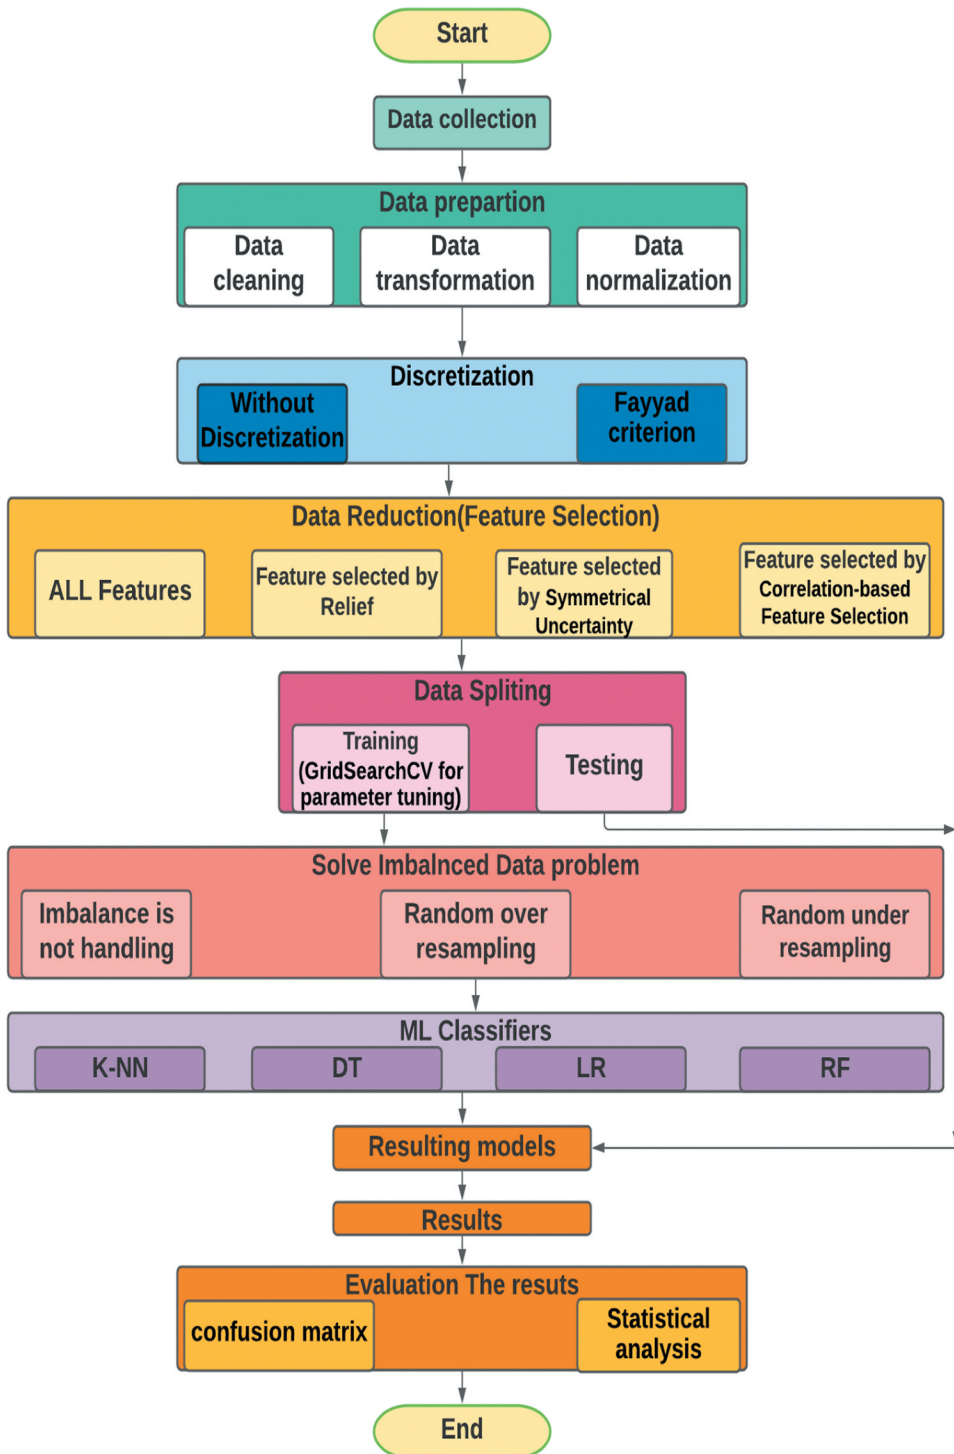 Start
Data collection
Data prepartion
Data
cleaning
Data
transformation
Data
normalization
Discretization
Without
Discretization
Fayyad
criterion
Data Reduction(Feature Selection)
ALL Features
Feature selected by
Relief
Feature selected
by Symmetrical
Uncertainty
Feature selected by
Correlation-based
Feature Selection
Data Spliting
Training
(GridSearchCV for
parameter tuning)
Testing
Solve Imbalnced Data problem
Imbalance is
not handling
Random over
resampling
Random under
resampling
ML Classifiers
K-NN
DT
LR
RF
Resulting models
Results
Evaluation The resuts
confusion matrix
Statistical
analysis
End